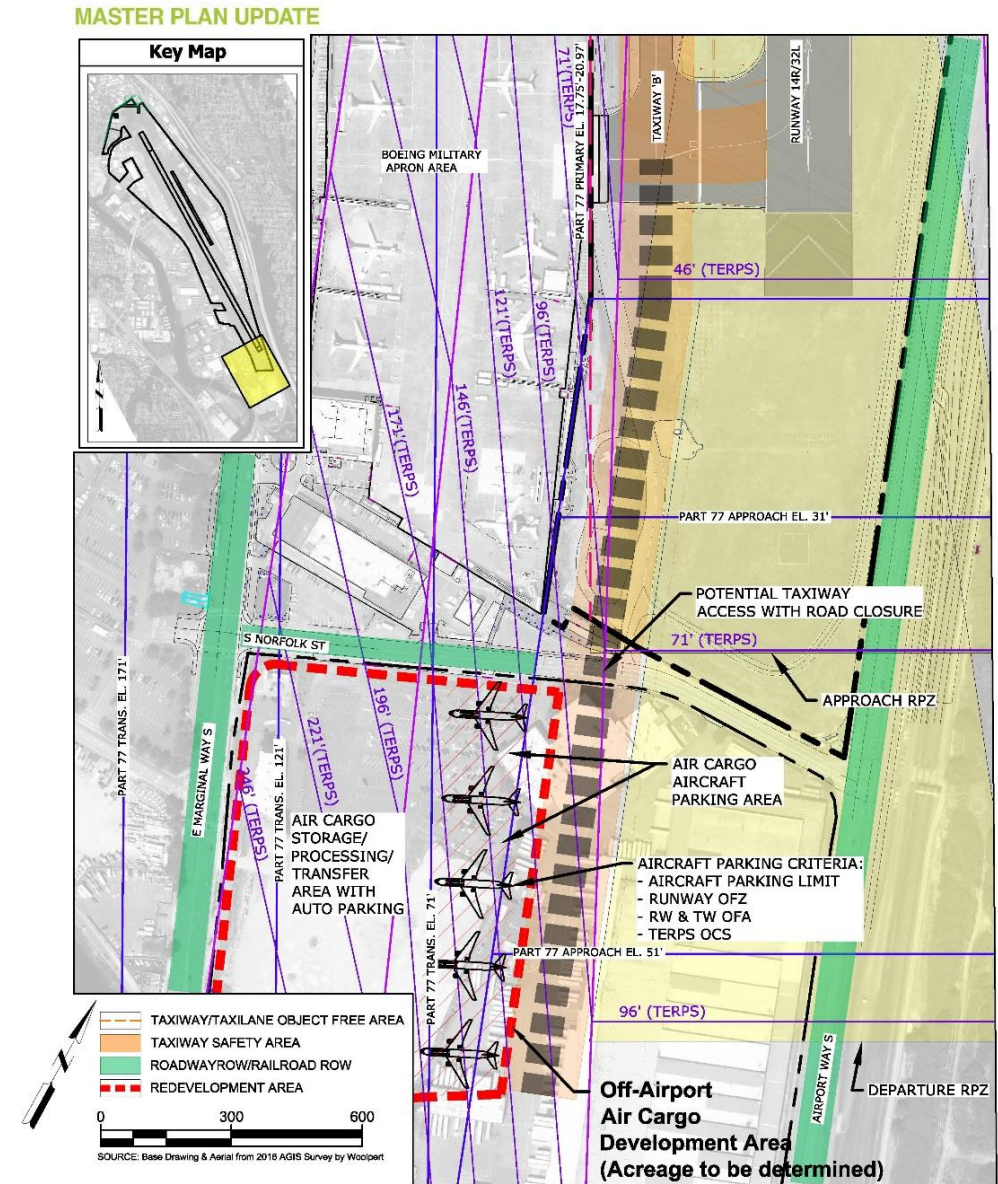 MASTER PLAN UPDATE
Key Map
BOEING MILITARY
APRON AREA
71'(TERPS)
PART 77 PRIMARY EL. 17.75'-20.97'
TAXIWAY 'B'
RUNWAY 14R/32L
46' (TERPS)
121'(TERPS)
96'(TERPS)
146'(TERPS)
171'(TERPS)
PART 77 APPROACH EL. 31'
POTENTIAL TAXIWAY
ACCESS WITH ROAD CLOSURE
71' (TERPS)
S NORFOLK ST
APPROACH RPZ
PART 77 TRANS. EL. 171'
E MARGINAL WAY S
246' (TERPS)
PART 77 TRANS. EL. 121'
221'(TERPS)
196' (TERPS)
AIR CARGO
AIRCRAFT
PARKING AREA
AIR CARGO
STORAGE/
PROCESSING/
TRANSFER
AREA WITH
AUTO PARKING
PART 77 TRANS. EL. 71'
AIRCRAFT PARKING CRITERIA:
- AIRCRAFT PARKING LIMIT
- RUNWAY OFZ
- RW & TW OFA
- TERPS OCS
PART 77 APPROACH EL. 51'
96' (TERPS)
AIRPORT WAY S
DEPARTURE RPZ
Off-Airport
Air Cargo
Development Area
(Acreage to be determined)
TAXIWAY/TAXILANE OBJECT FREE AREA
TAXIWAY SAFETY AREA
ROADWAYROW/RAILROAD ROW
REDEVELOPMENT AREA
0 300 600
SOURCE: Base Drawing & Aerial from 2016 AGIS Survey by Woolpert